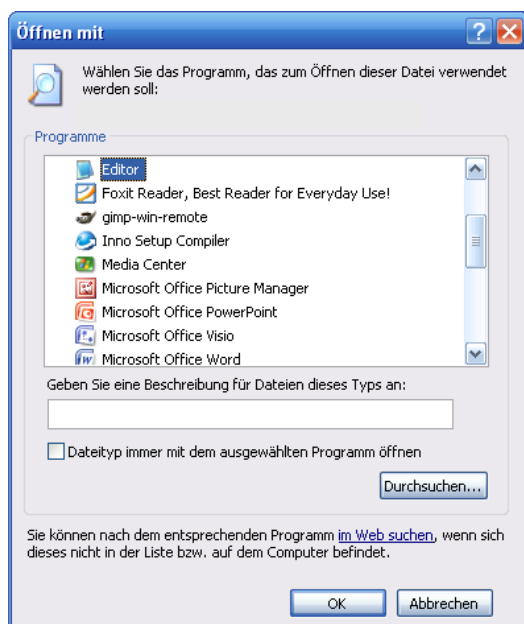 Öffnen mit
Wählen Sie das Programm, das zum Öffnen dieser Datei verwendet
werden soll:
Programme
Editor
Foxit Reader, Best Reader for Everyday Use!
gimp-win-remote
Inno Setup Compiler
Media Center
Microsoft Office Picture Manager
Microsoft Office PowerPoint
Microsoft Office Visio
Microsoft Office Word
Geben Sie eine Beschreibung für Dateien dieses Typs an:
Dateityp immer mit dem ausgewählten Programm öffnen
Durchsuchen...
Sie können nach dem entsprechenden Programm im Web suchen, wenn sich
dieses nicht in der Liste bzw. auf dem Computer befindet.
OK
Abbrechen